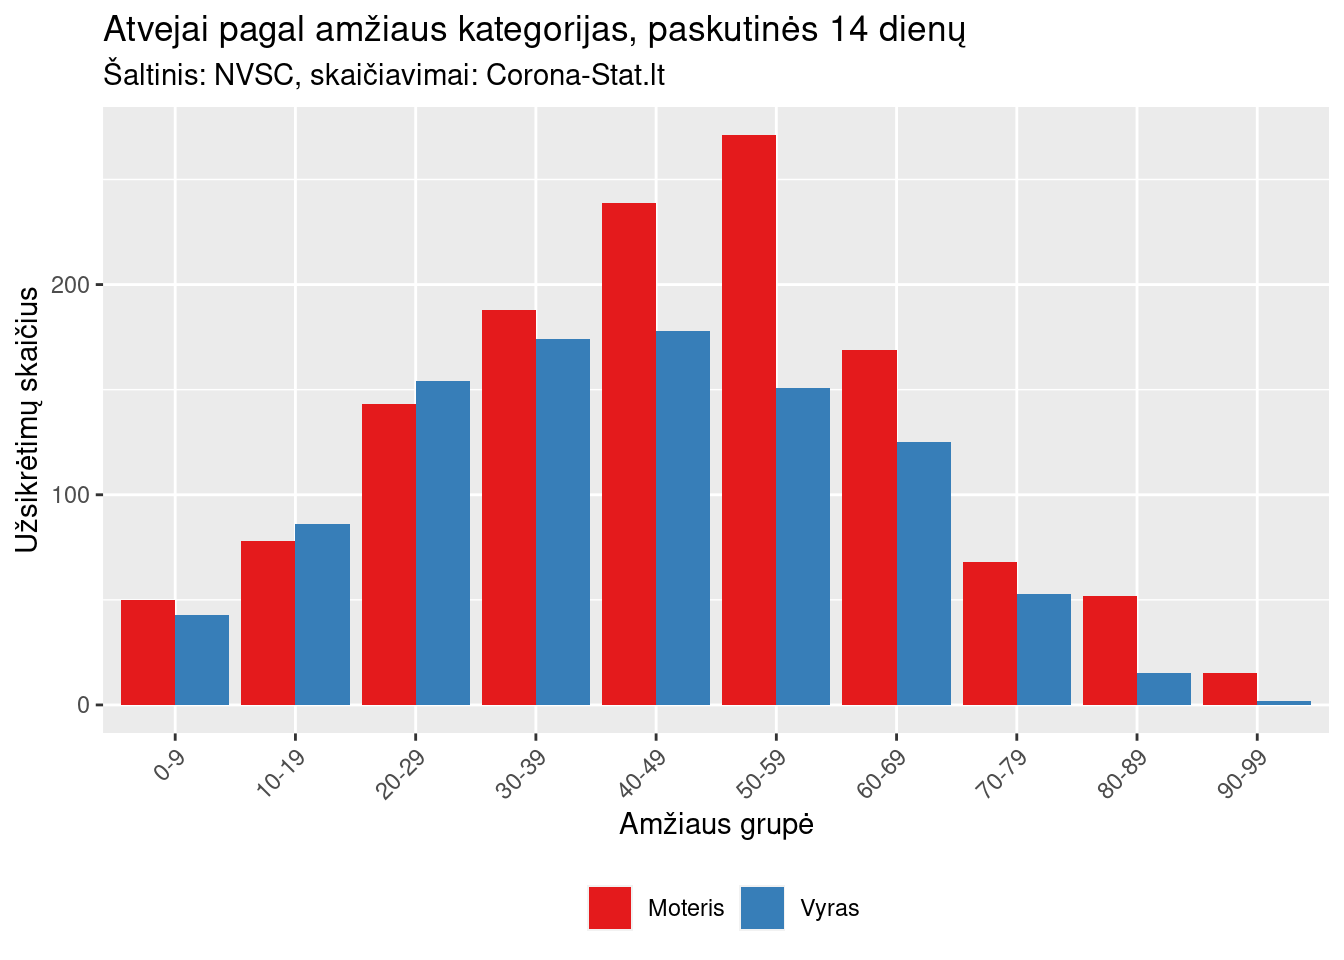 Atvejai pagal amžiaus kategorijas, paskutinės 14 dienų
Šaltinis: NVSC, skaičiavimai: Corona-Stat.lt
Užsikrėtimų skaičius
200
100
0
0-9
10-19
20-29
30-39
40-49
50-59
60-69
70-79
80-89
90-99
Amžiaus grupė
Moteris
Vyras